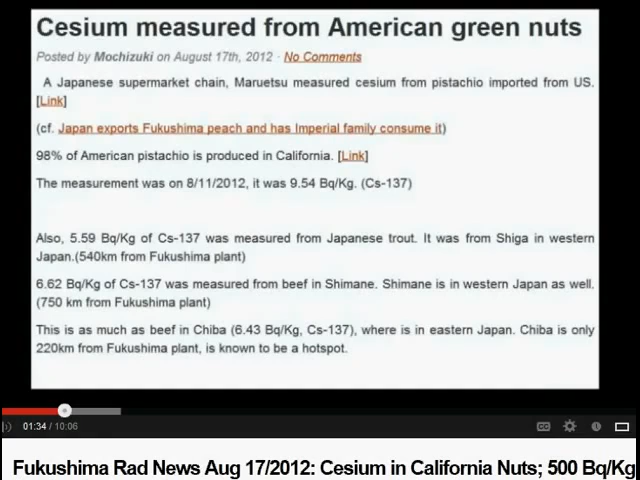 Cesium measured from American green nuts
Posted by Mochizuki on August 17th, 2012 · No Comments
A Japanese supermarket chain, Maruetsu measured cesium from pistachio imported from US.
[Link]
(cf. Japan exports Fukushima peach and has Imperial family consume it)
98% of American pistachio is produced in California. [Link]
The measurement was on 8/11/2012, it was 9.54 Bq/Kg. (Cs-137)
Also, 5.59 Bq/Kg of Cs-137 was measured from Japanese trout. It was from Shiga in western
Japan.(540km from Fukushima plant)
6.62 Bq/Kg of Cs-137 was measured from beef in Shimane. Shimane is in western Japan as well.
(750 km from Fukushima plant)
This is as much as beef in Chiba (6.43 Bq/Kg, Cs-137), where is in eastern Japan. Chiba is only
220km from Fukushima plant, is known to be a hotspot.
01:34 / 10:06
CC
Fukushima Rad News Aug 17/2012: Cesium in California Nuts; 500 Bq/Kg